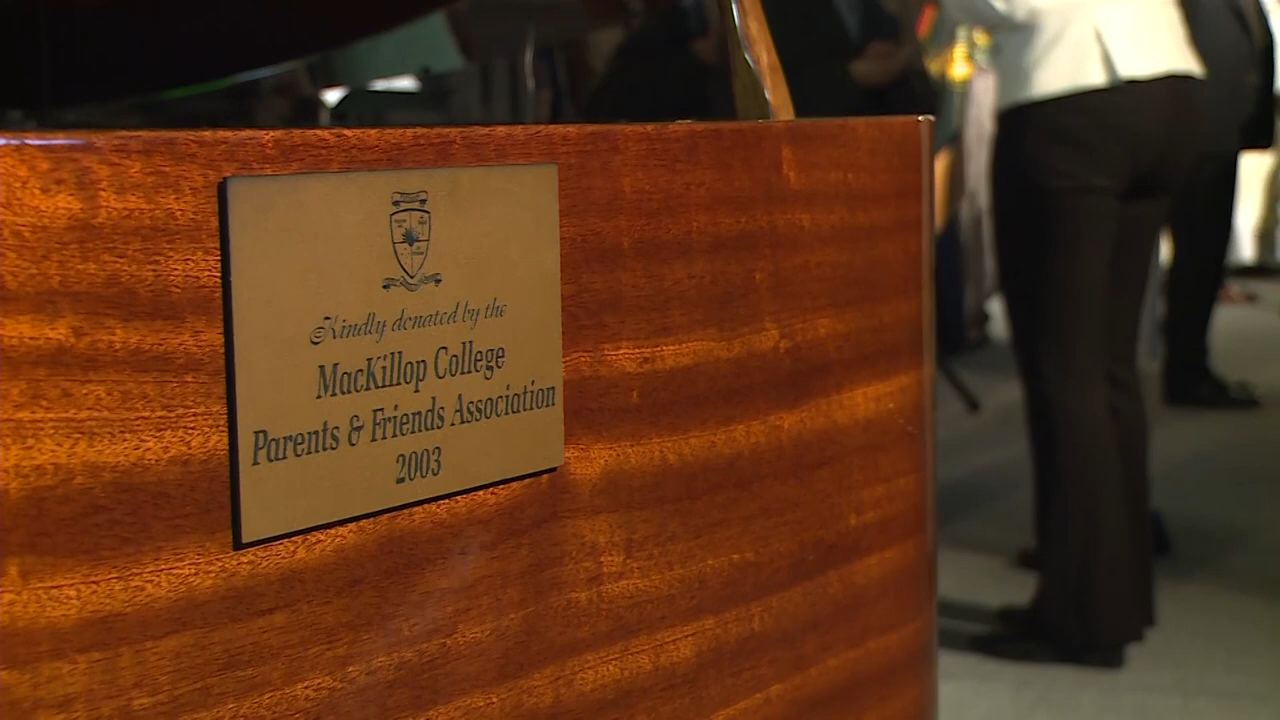 Kindly donated by the
MacKillop College
Parents & Friends Association
2003